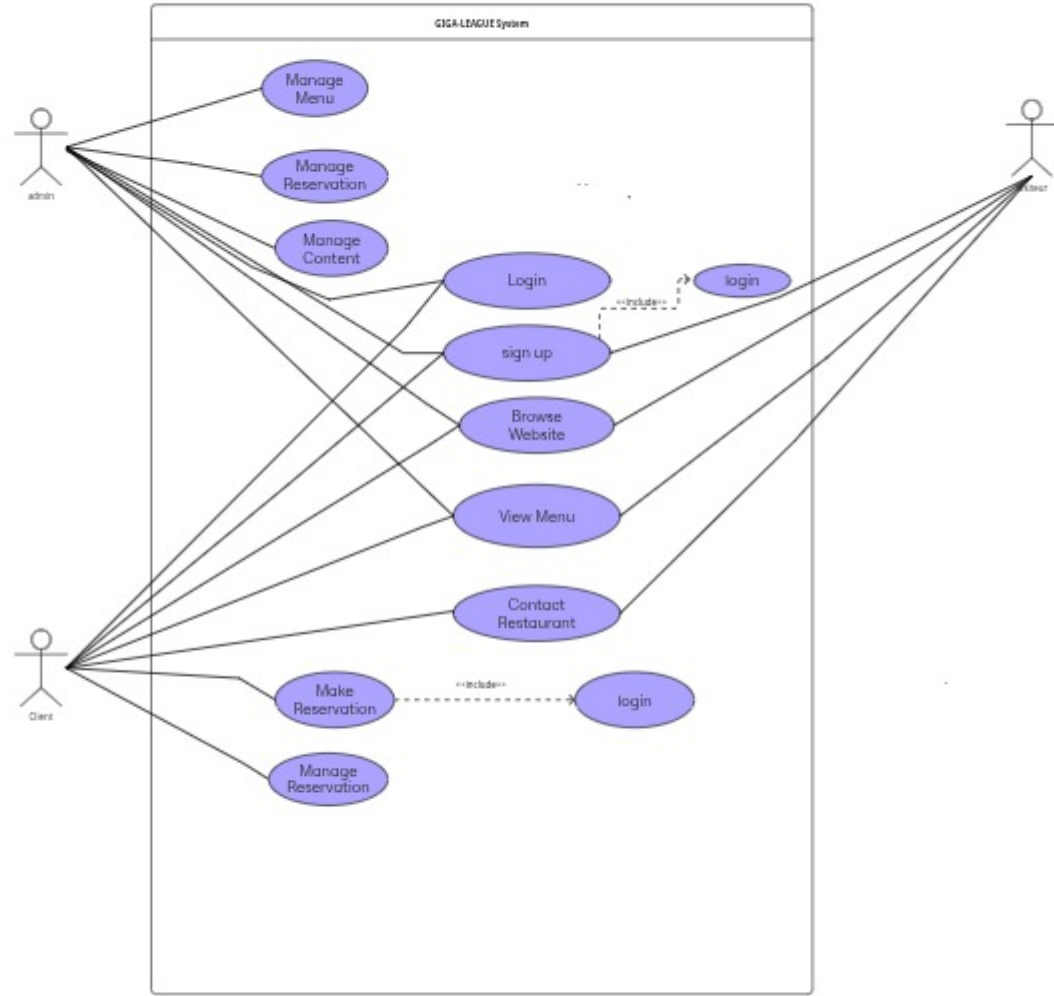 GIGA-LEAGUE System
Manage
Menu
admin
Manage
Reservation
Manage
Content
Login
login
<<include>>
sign up
Browse
Website
View Menu
Contact
Restaurant
Client
Make
Reservation
<<include>>
login
Manage
Reservation